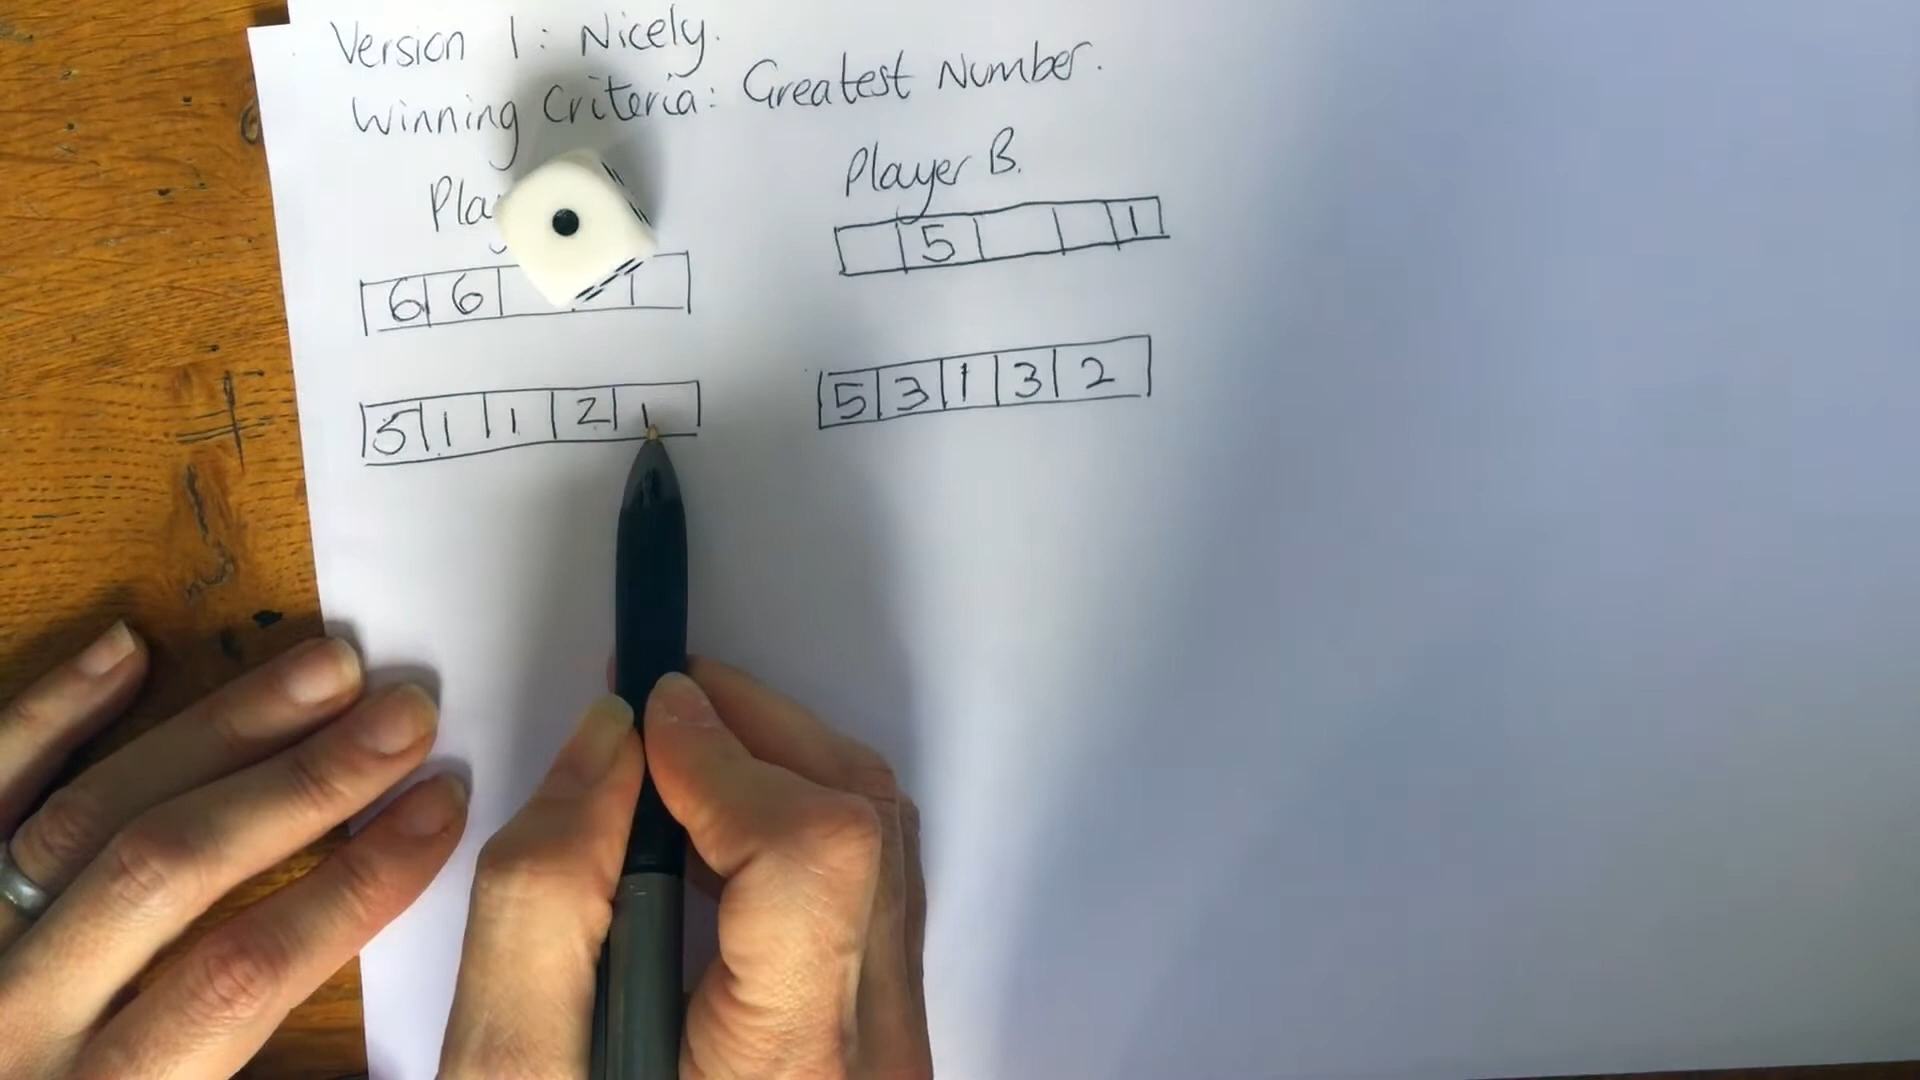 Version 1: Nicely.
Winning Criteria: Greatest Number.
Player B.
6 6
5 1
5 1 1 2 1
5 3 1 3 2